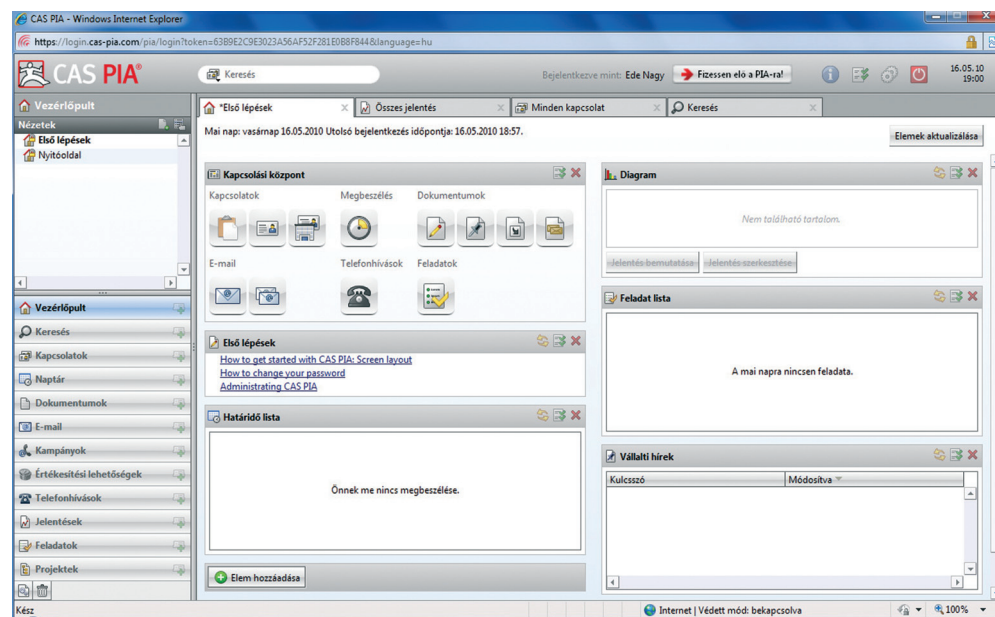 CAS PIA - Windows Internet Explorer
https://login.cas-pia.com/pia/login?token=63B9E2C9E3023A56AF52F281E0B8F844&language=hu
CAS PIA®
Keresés
Bejelentkezve mint: Ede Nagy
Fizessen elő a PIA-ra!
16.05.10
19:00
Vezérlőpult
Nézetek
Első lépések
Nyitóoldal
Vezérlőpult
Keresés
Kapcsolatok
Naptár
Dokumentumok
E-mail
Kampányok
Értékesítési lehetőségek
Telefonhívások
Jelentések
Feladatok
Projektek
*Első lépések
Összes jelentés
Minden kapcsolat
Keresés
Mai nap: vasárnap 16.05.2010 Utolsó bejelentkezés időpontja: 16.05.2010 18:57.
Elemek aktualizálása
Kapcsolási központ
Kapcsolatok
Megbeszélés
Dokumentumok
E-mail
Telefonhívások
Feladatok
Első lépések
How to get started with CAS PIA: Screen layout
How to change your password
Administrating CAS PIA
Határidő lista
Önnek me nincs megbeszélése.
Elem hozzáadása
Diagram
Nem található tartalom.
Jelentés bemutatása
Jelentés szerkesztése
Feladat lista
A mai napra nincsen feladata.
Vállalti hírek
Kulcsszó
Módosítva
Kész
Internet | Védett mód: bekapcsolva
100%